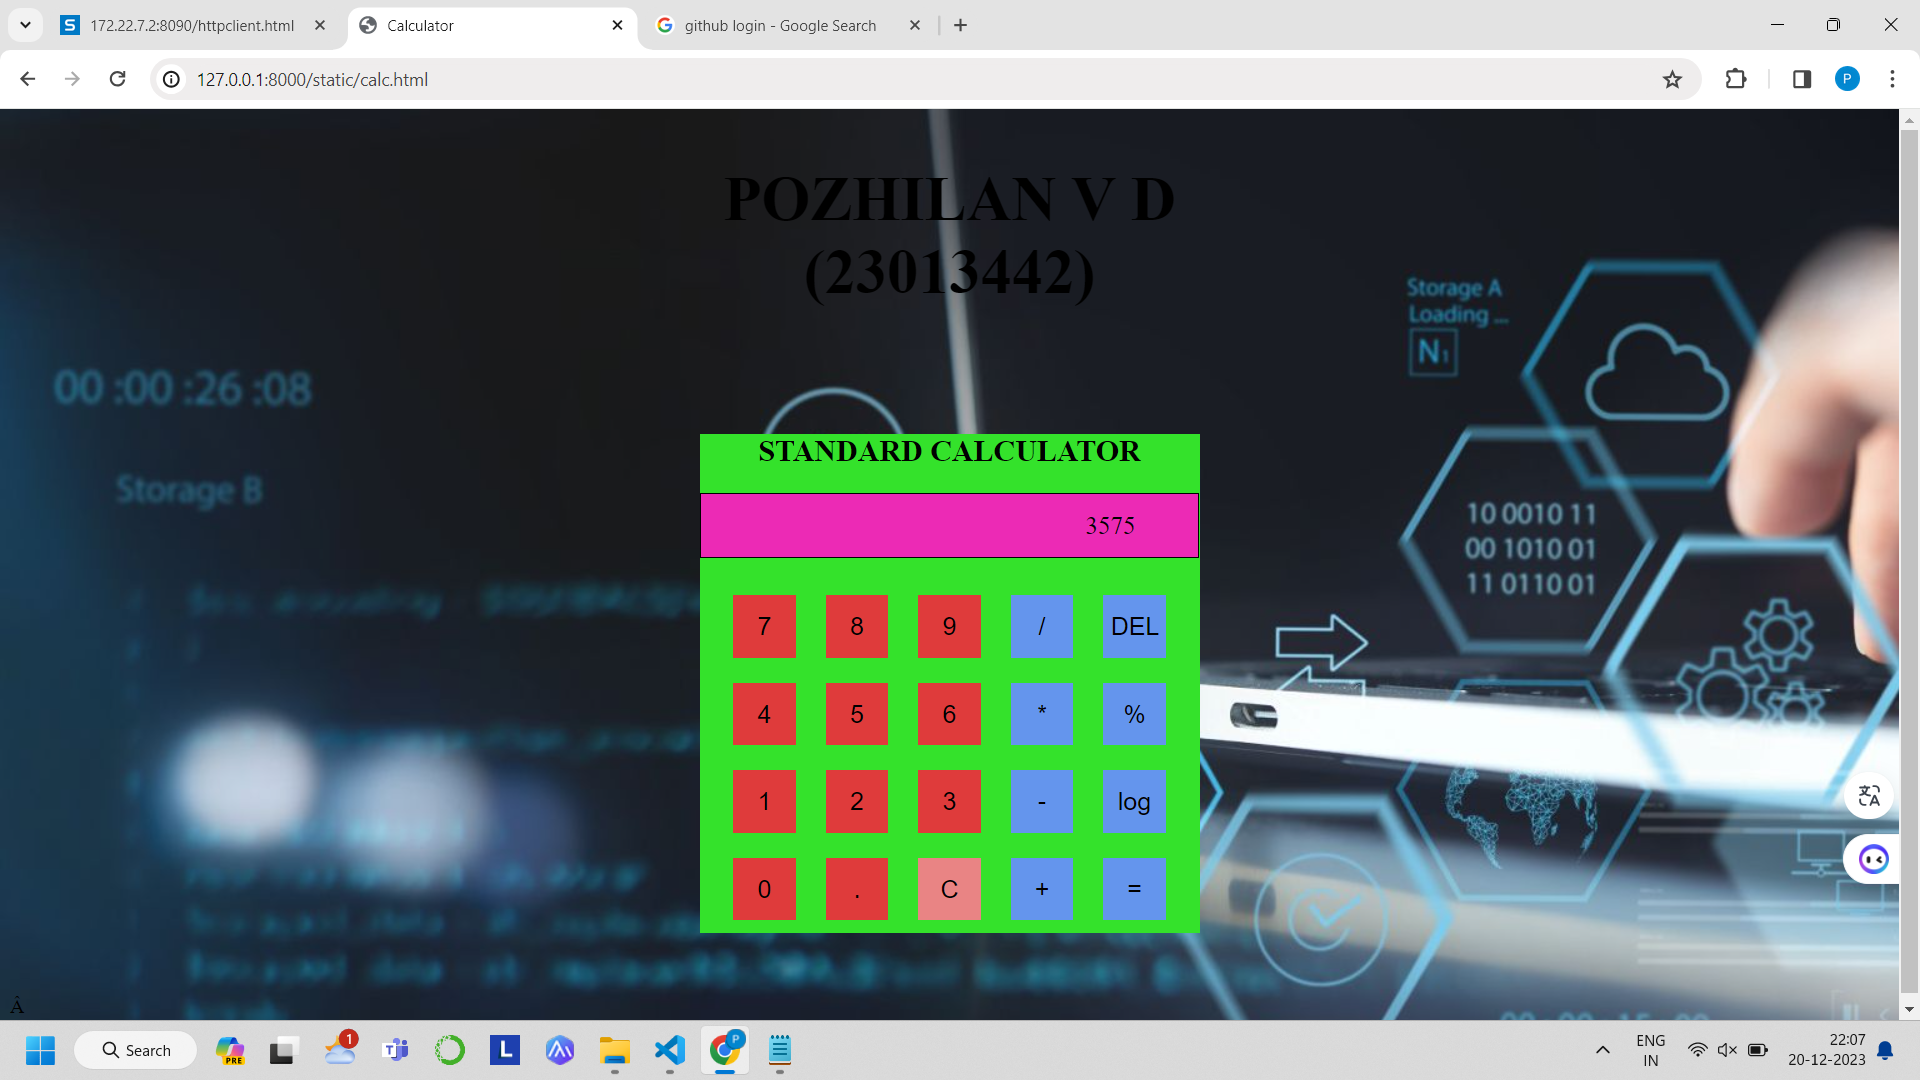 172.22.7.2:8090/httpclient.html
Calculator
github login - Google Search
127.0.0.1:8000/static/calc.html
P
POZHILAN V D
(23013442)
Storage A
Loading ...
N1
00 :00 :26 :08
Storage B
10 0010 11
00 1010 01
11 0110 01
STANDARD CALCULATOR
3575
7 8 9 / DEL
4 5 6 * %
1 2 3 - log
0 . C + =
Â
Search
PRE
1
L
P
ENG
IN
22:07
20-12-2023